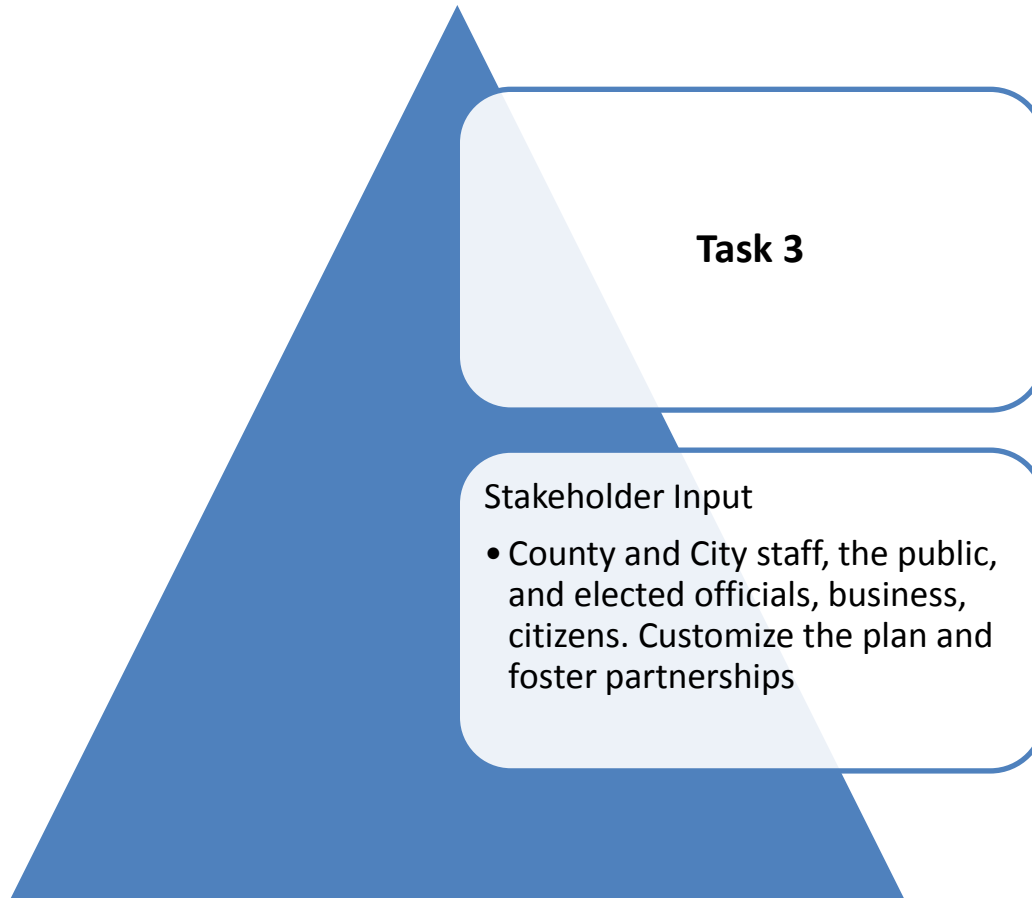 Task 3
Stakeholder Input
• County and City staff, the public,
and elected officials, business,
citizens. Customize the plan and
foster partnerships